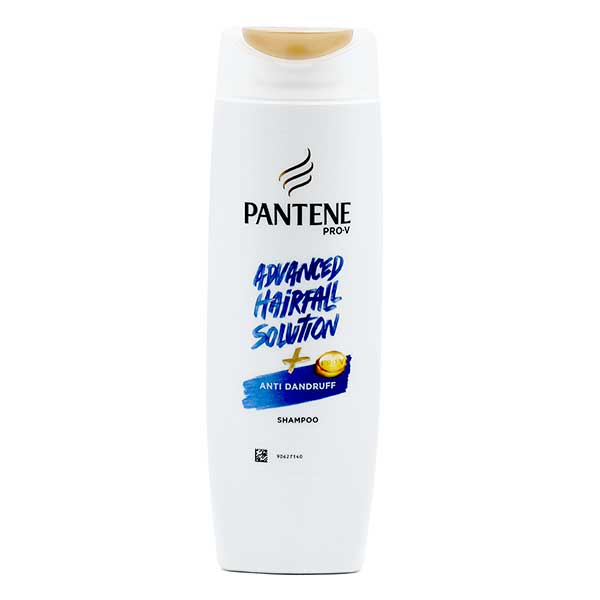 PANTENE
PRO-V
ADVANCED
HAIRFALL
SOLUTION
+
ANTI DANDRUFF
SHAMPOO
90627140